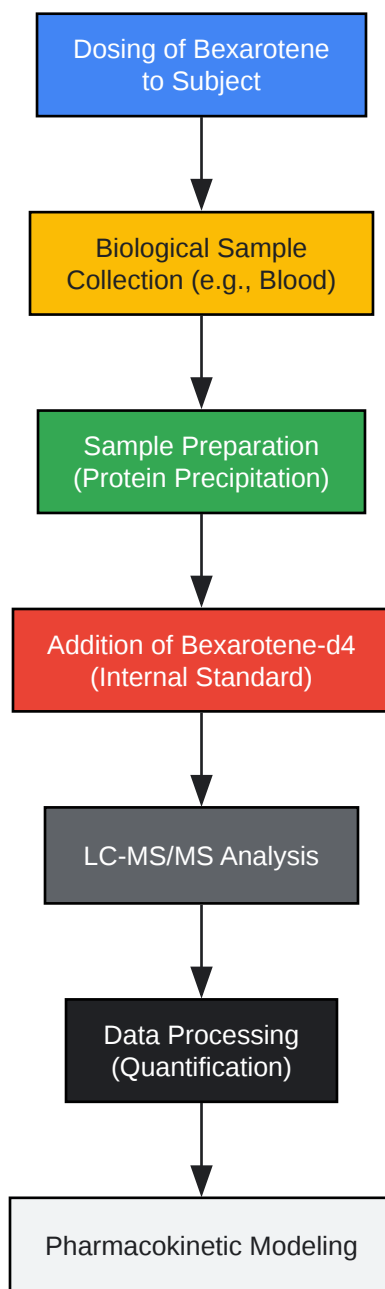 Dosing of Bexarotene
to Subject
Biological Sample
Collection (e.g., Blood)
Sample Preparation
(Protein Precipitation)
Addition of Bexarotene-d4
(Internal Standard)
LC-MS/MS Analysis
Data Processing
(Quantification)
Pharmacokinetic Modeling